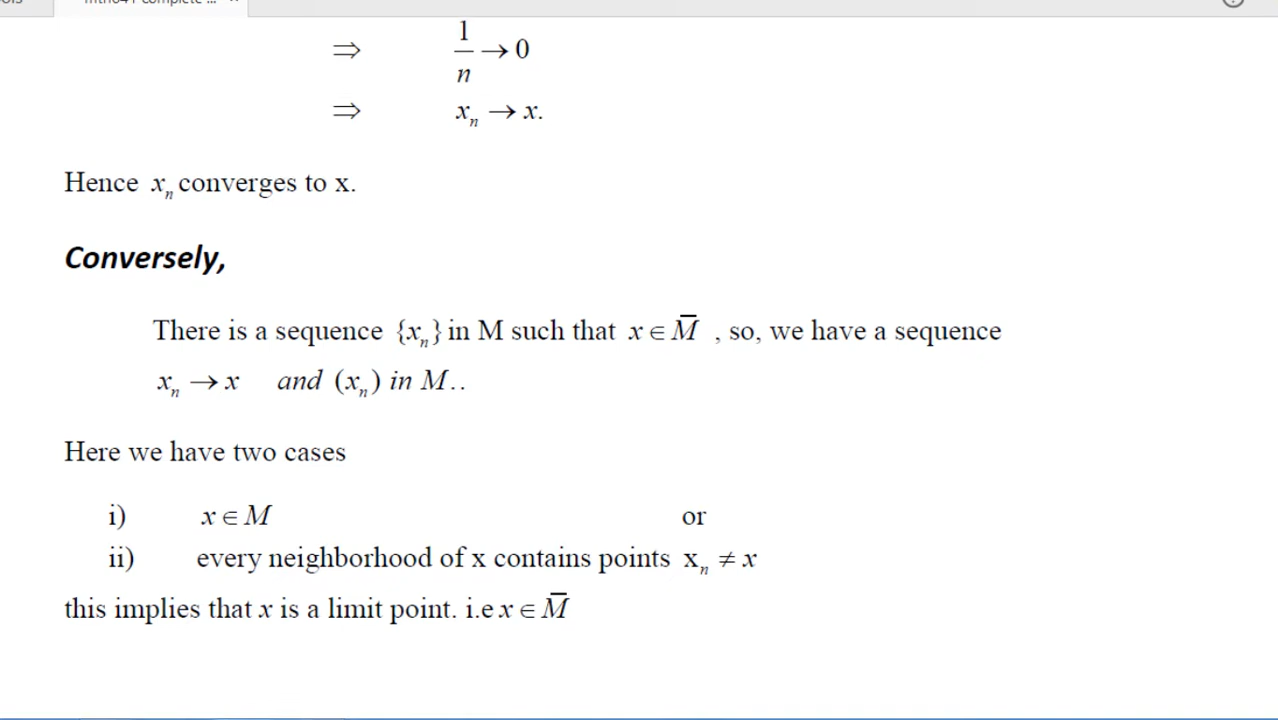 ⇒ 1/n → 0
⇒ xₙ → x.
Hence xₙ converges to x.
Conversely,
There is a sequence {xₙ} in M such that x ∈ M̄ , so, we have a sequence
xₙ → x and (xₙ) in M..
Here we have two cases
i) x ∈ M or
ii) every neighborhood of x contains points xₙ ≠ x
this implies that x is a limit point. i.e x ∈ M̄